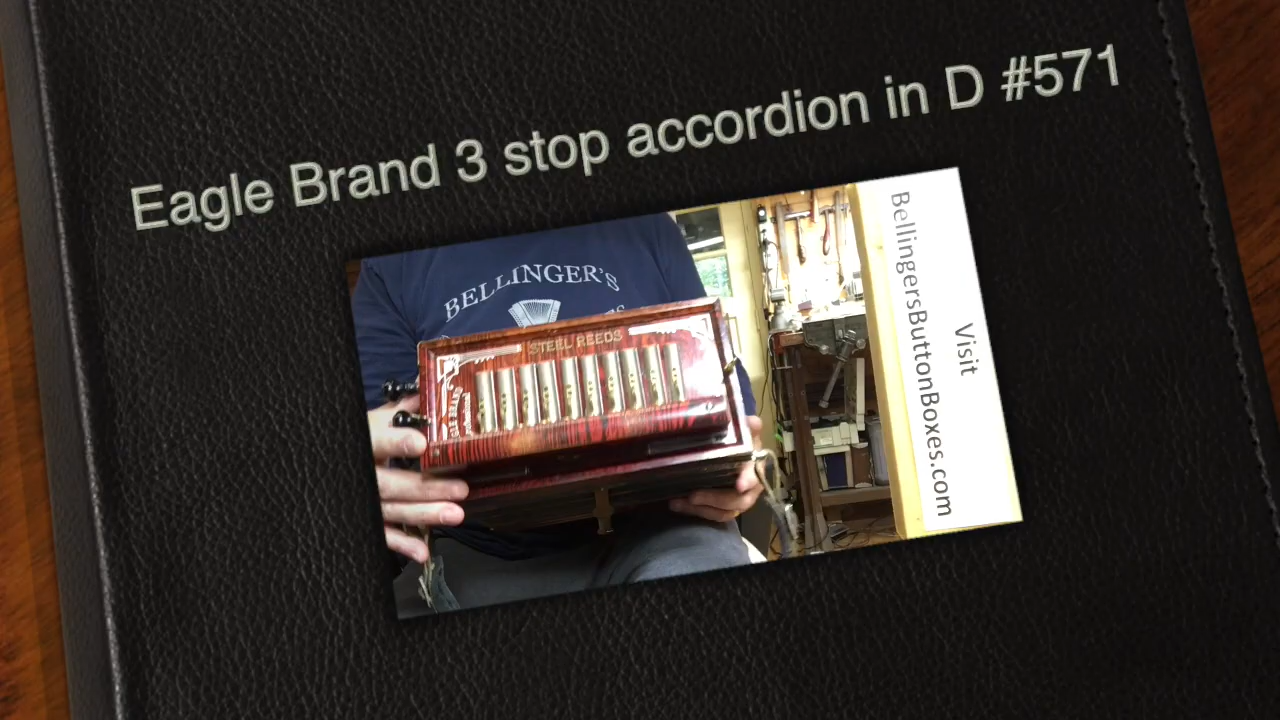 Eagle Brand 3 stop accordion in D #571
BELLINGER'S
STEEL REEDS
Visit
BellingersButtonBoxes.com